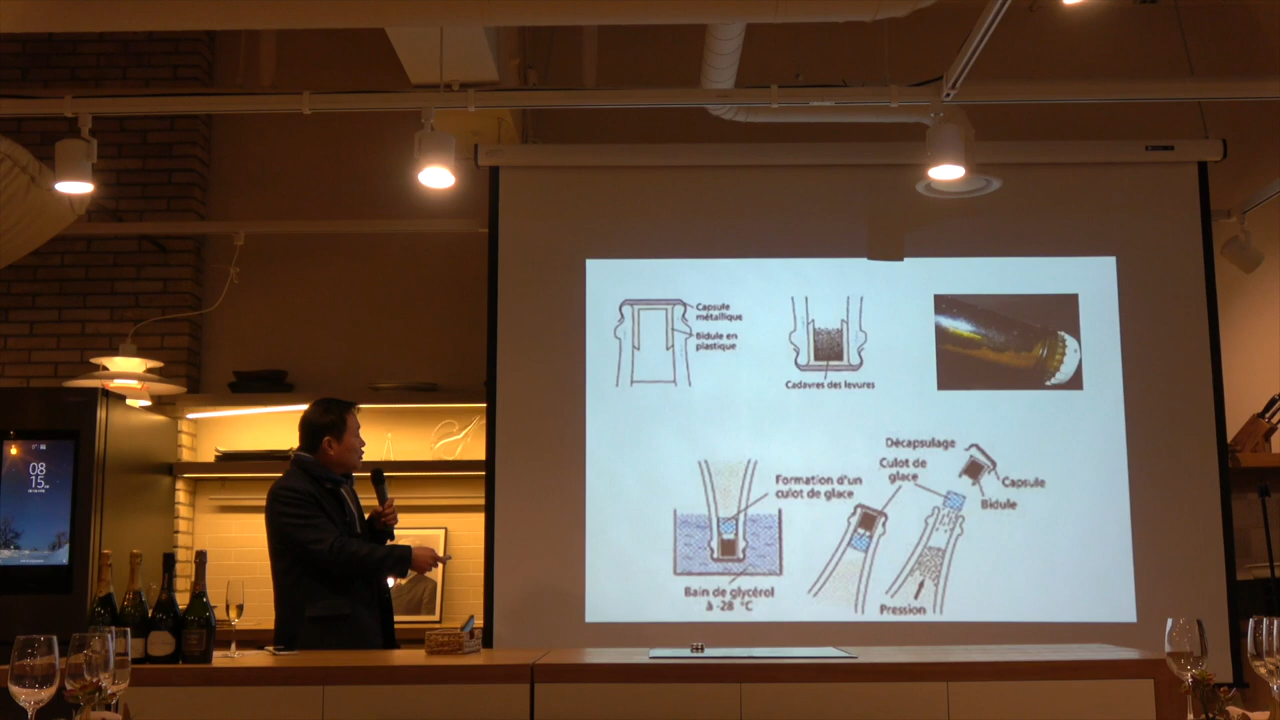 Capsule
métallique
Bidule en
plastique
Cadavres des levures
Décapsulage
Culot de
glace
Formation d'un
culot de glace
Capsule
Bidule
Bain de glycérol
à -28 °C
Pression
08
15